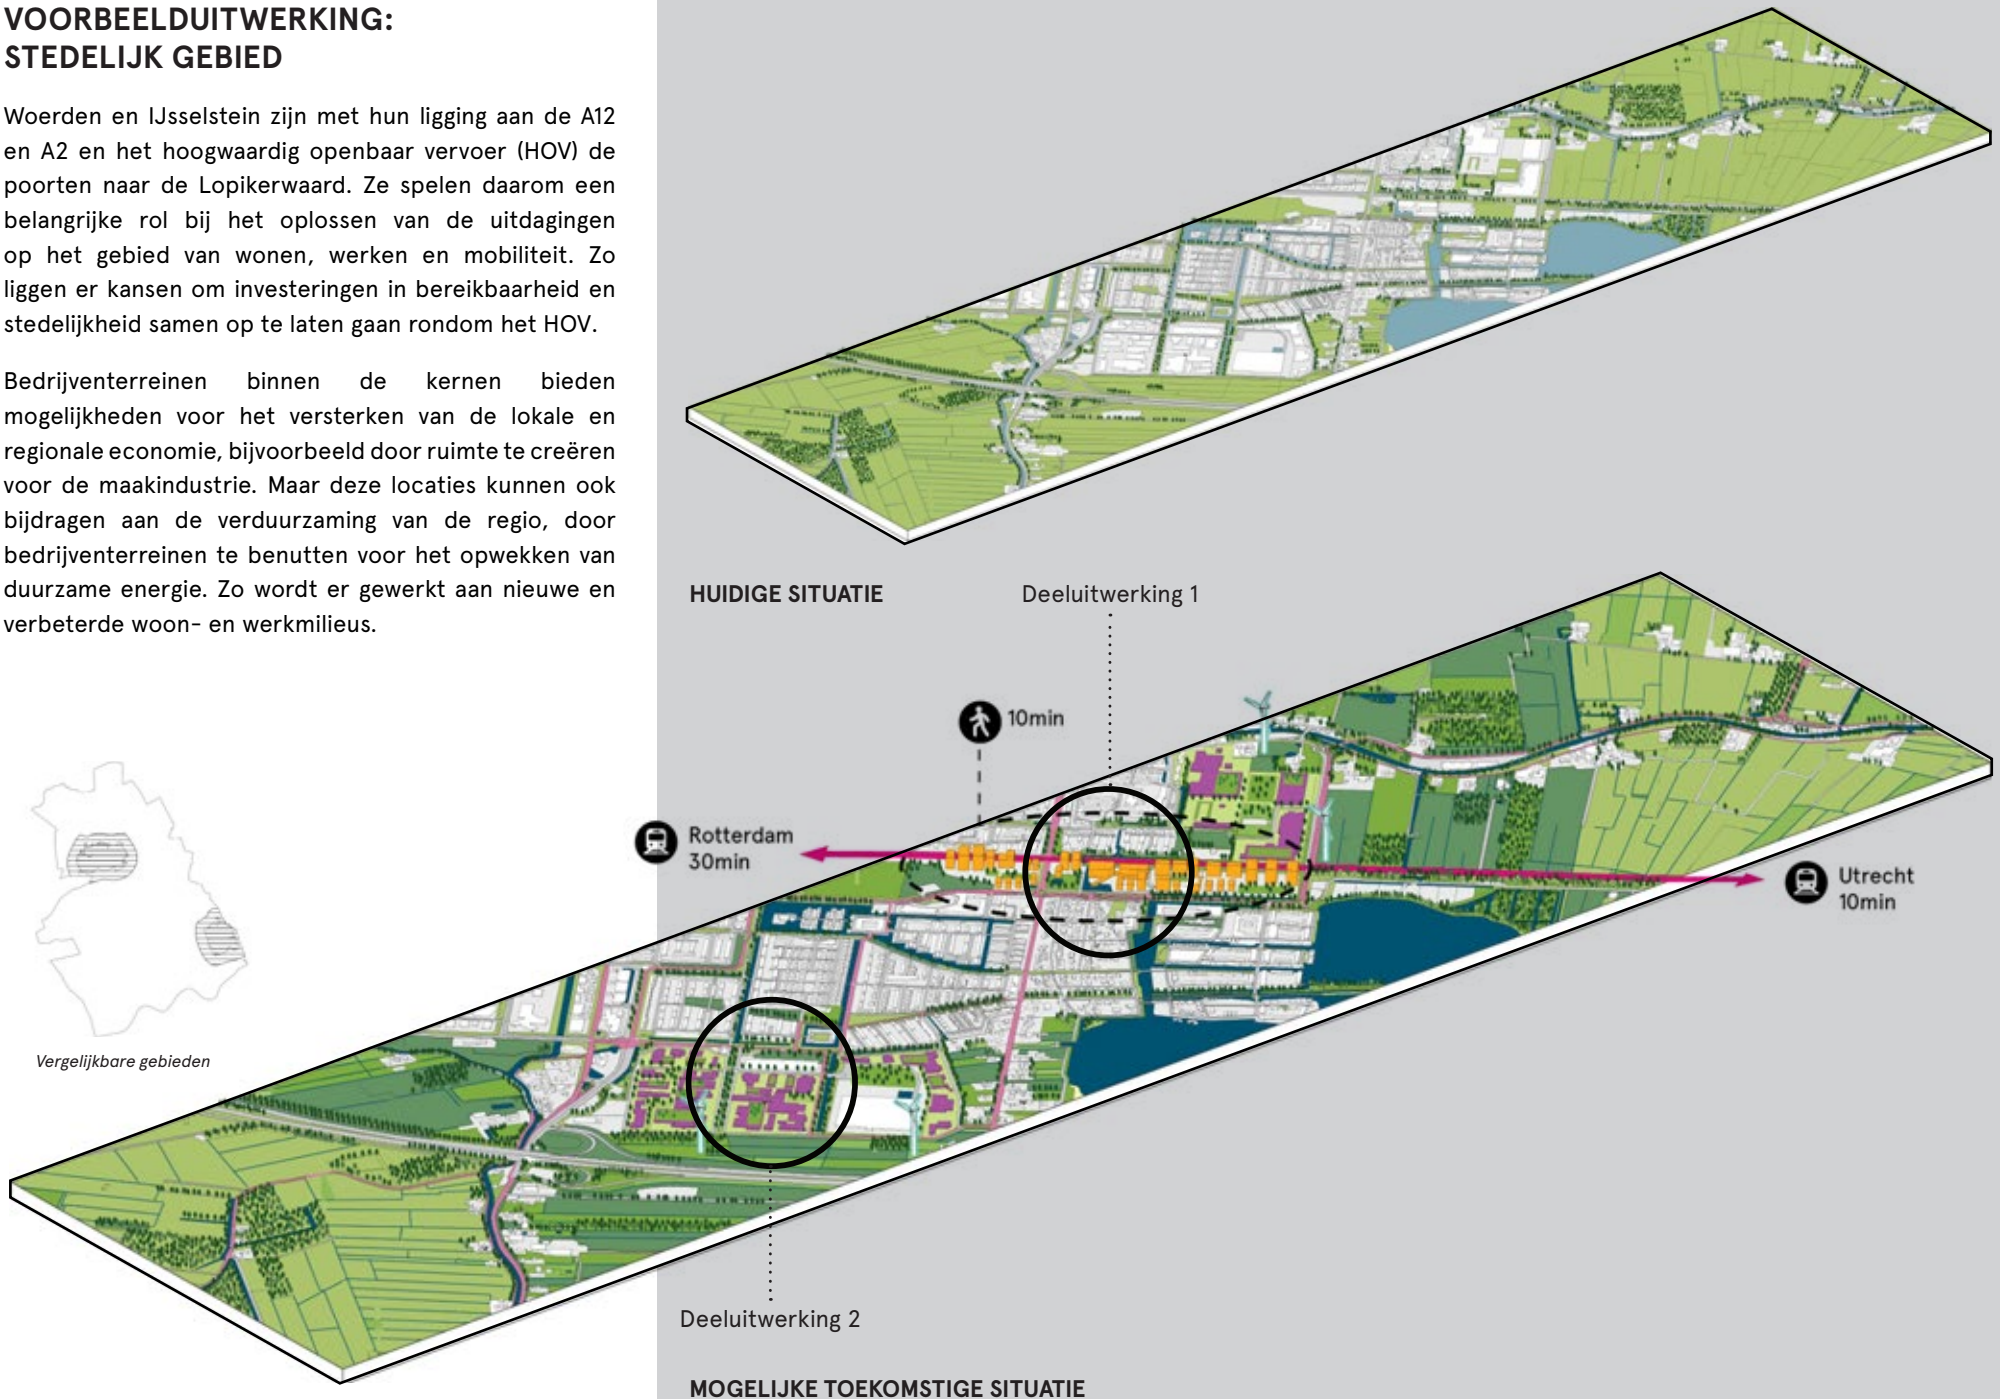 VOORBEELDUITWERKING:
STEDELIJK GEBIED
Woerden en IJsselstein zijn met hun ligging aan de A12
en A2 en het hoogwaardig openbaar vervoer (HOV) de
poorten naar de Lopikerwaard. Ze spelen daarom een
belangrijke rol bij het oplossen van de uitdagingen
op het gebied van wonen, werken en mobiliteit. Zo
liggen er kansen om investeringen in bereikbaarheid en
stedelijkheid samen op te laten gaan rondom het HOV.
Bedrijventerreinen binnen de kernen bieden
mogelijkheden voor het versterken van de lokale en
regionale economie, bijvoorbeeld door ruimte te creëren
voor de maakindustrie. Maar deze locaties kunnen ook
bijdragen aan de verduurzaming van de regio, door
bedrijventerreinen te benutten voor het opwekken van
duurzame energie. Zo wordt er gewerkt aan nieuwe en
verbeterde woon- en werkmilieus.
Vergelijkbare gebieden
HUIDIGE SITUATIE
Deeluitwerking 1
10min
Rotterdam
30min
Utrecht
10min
Deeluitwerking 2
MOGELIJKE TOEKOMSTIGE SITUATIE